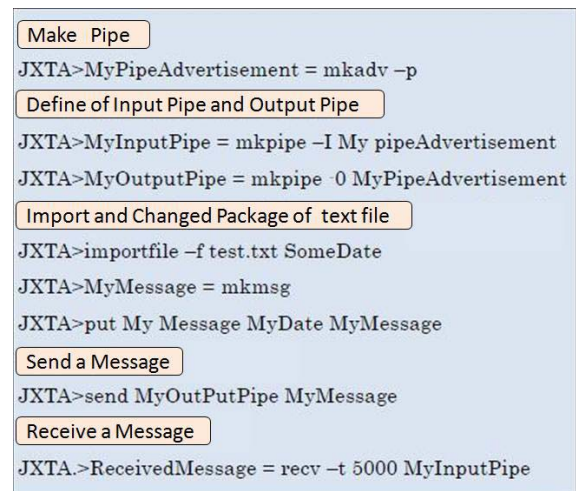 Make Pipe
JXTA>MyPipeAdvertisement = mkadv –p
Define of Input Pipe and Output Pipe
JXTA>MyInputPipe = mkpipe –I My pipeAdvertisement
JXTA>MyOutputPipe = mkpipe -0 MyPipeAdvertisement
Import and Changed Package of text file
JXTA>importfile –f test.txt SomeDate
JXTA>MyMessage = mkmsg
JXTA>put My Message MyDate MyMessage
Send a Message
JXTA>send MyOutPutPipe MyMessage
Receive a Message
JXTA.>ReceivedMessage = recv –t 5000 MyInputPipe